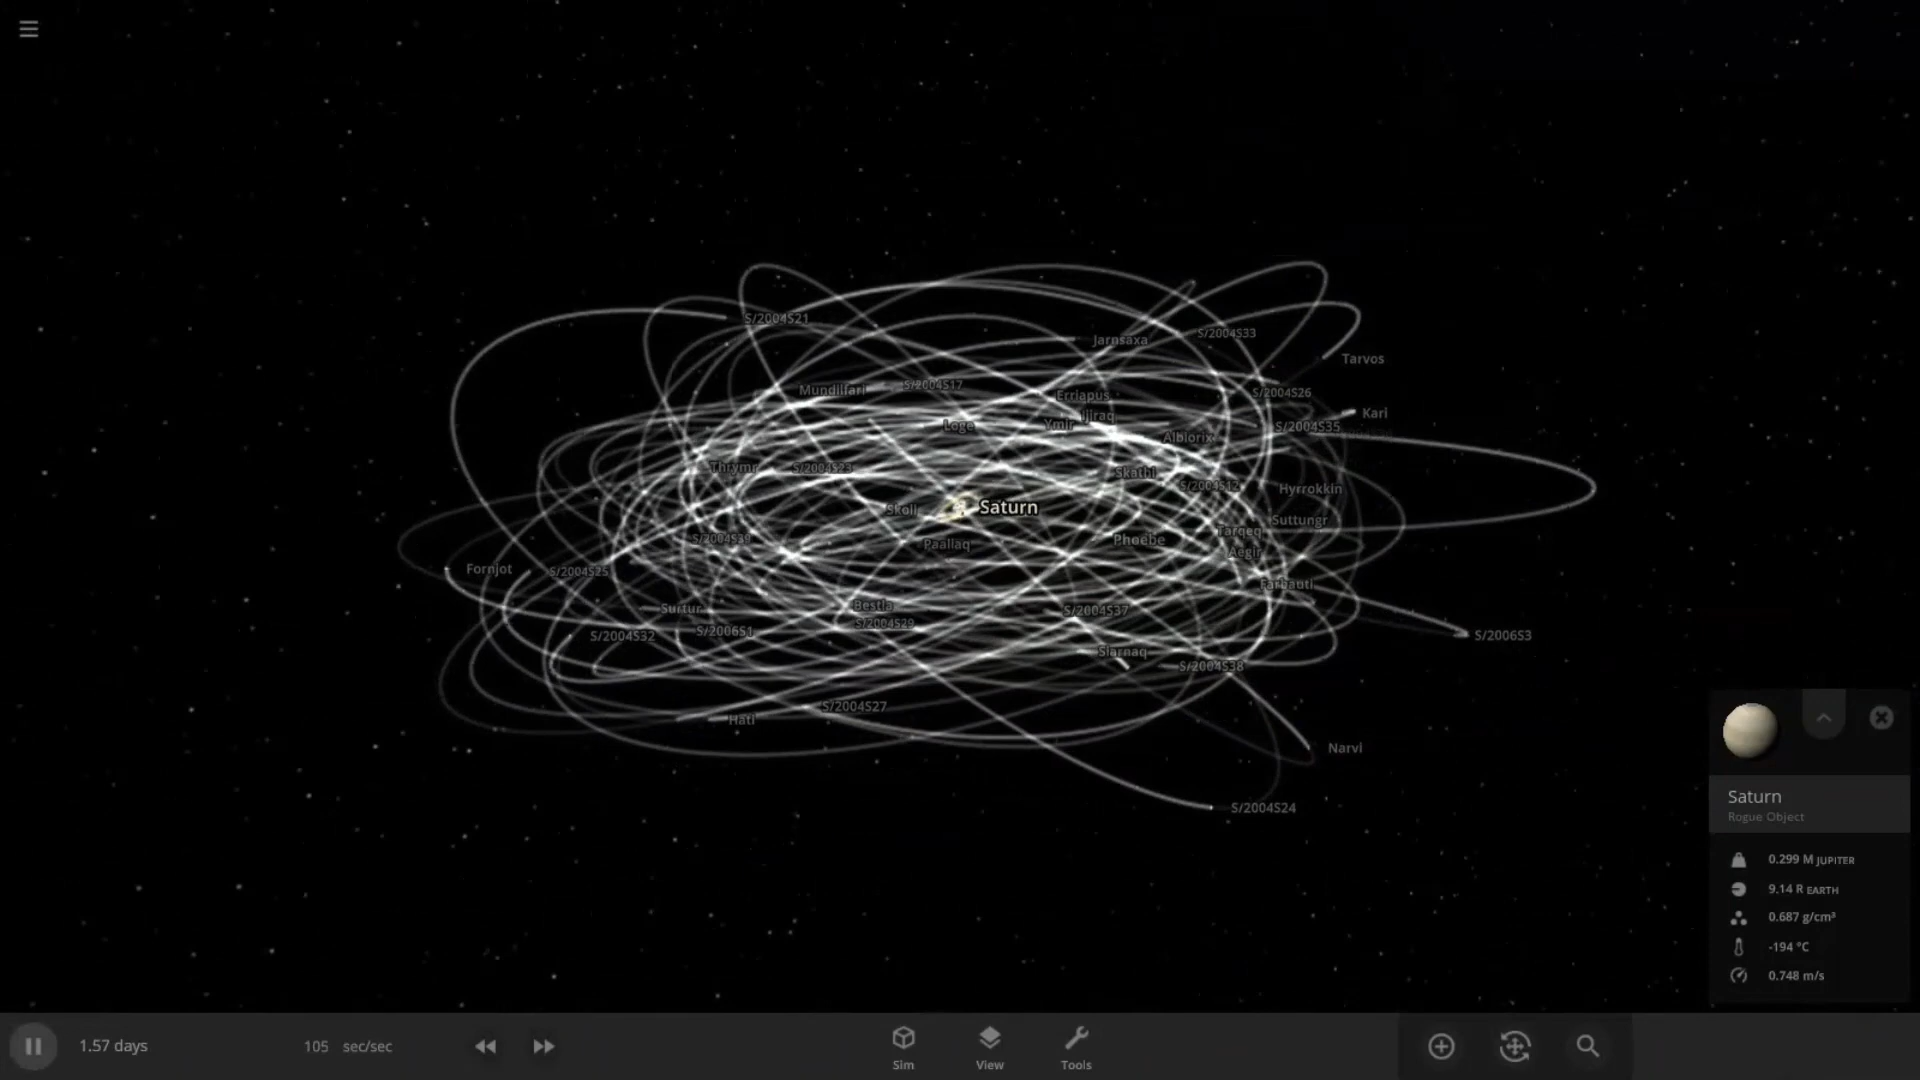 S/2004S21
S/2004S33
Jarnsaxa
Tarvos
Mundilfari
S/2004S17
Erriapus
S/2004S26
Kari
Loge
Ymir
Ijiraq
S/2004S35
Albiorix
Thrymr
S/2004S23
Skathi
S/2004S12
Hyrrokkin
Skoll
Saturn
Suttungr
S/2004S39
Paaliaq
Phoebe
Tarqeq
Aegir
Fornjot
S/2004S25
Farbauti
Surtur
Bestla
S/2004S37
S/2004S32
S/2006S1
S/2004S29
S/2006S3
Siarnaq
S/2004S38
Hati
S/2004S27
Narvi
S/2004S24
Saturn
Rogue Object
0.299 M JUPITER
9.14 R EARTH
0.687 g/cm³
-194 °C
0.748 m/s
1.57 days
105 sec/sec
Sim
View
Tools